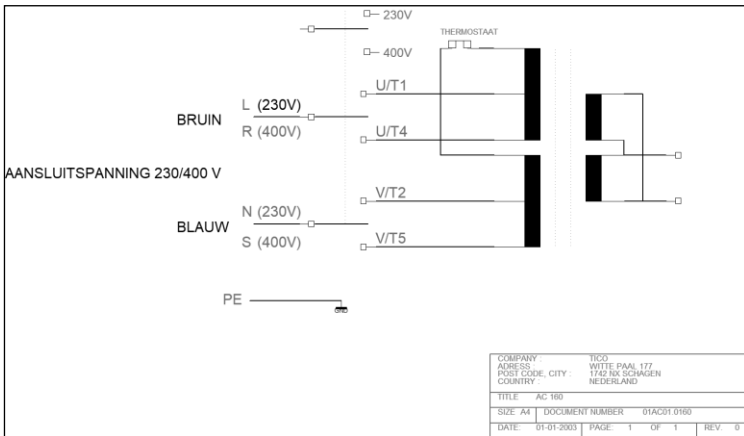 230V
THERMOSTAAT
400V
U/T1
L (230V)
BRUIN
R (400V)
U/T4
AANSLUITSPANNING 230/400 V
V/T2
N (230V)
BLAUW
S (400V)
V/T5
PE
GND
COMPANY : TICO
ADRESS : WITTE PAAL 177
POST CODE, CITY : 1742 NX SCHAGEN
COUNTRY : NEDERLAND
TITLE AC 160
SIZE A4 DOCUMENT NUMBER 01AC01.0160
DATE: 01-01-2003 PAGE: 1 OF 1 REV. 0